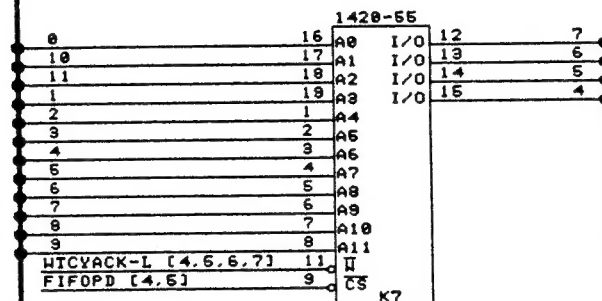 1420-55
0 16 A0 I/O 12 7
10 17 A1 I/O 13 6
11 18 A2 I/O 14 5
1 19 A3 I/O 15 4
2 1 A4
3 2 A5
4 3 A6
5 4 A7
6 5 A8
7 6 A9
8 7 A10
9 8 A11
WTCYACK-L [4,5,6,7] 11 W
FIFOPD [4,5] 9 CS
K7